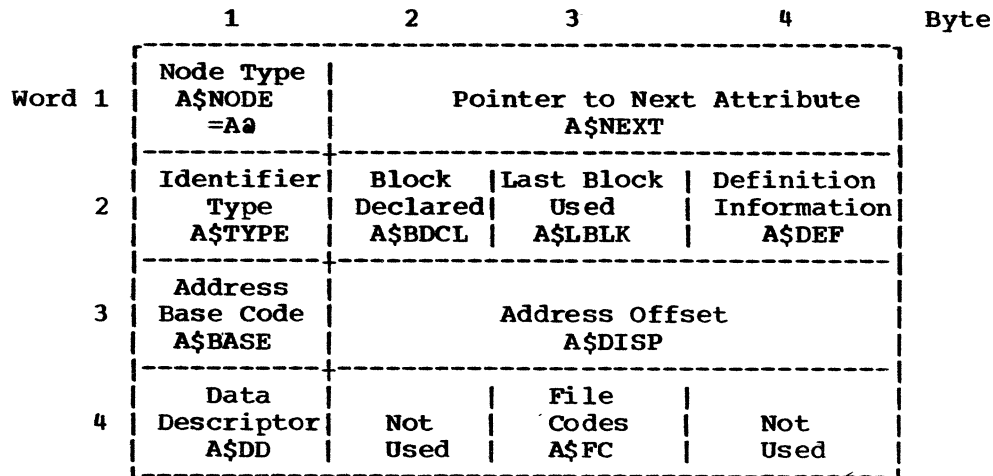 1 2 3 4 Byte
Node Type
Word 1 A$NODE Pointer to Next Attribute
=Aa A$NEXT
Identifier Block Last Block Definition
2 Type Declared Used Information
A$TYPE A$BDCL A$LBLK A$DEF
Address
3 Base Code Address Offset
A$BASE A$DISP
Data File
4 Descriptor Not Codes Not
A$DD Used A$FC Used